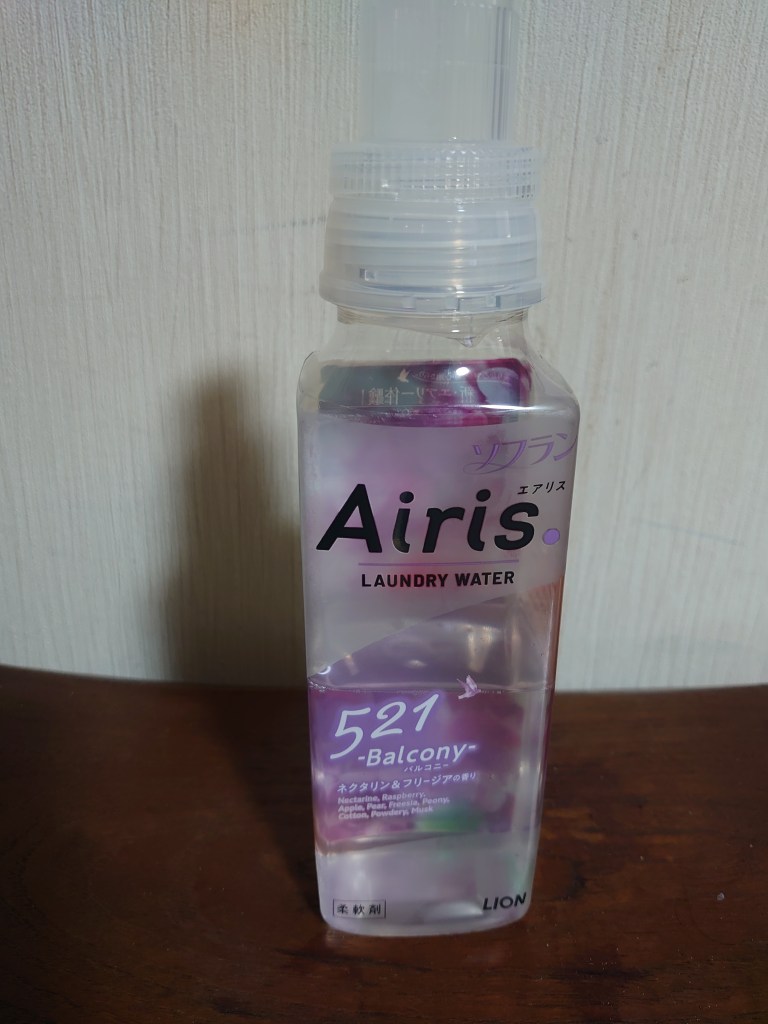 ソフラン
エアリス
Airis.
LAUNDRY WATER
521
-Balcony-
バルコニー
ネクタリン&フリージアの香り
Nectarine, Raspberry,
Apple, Pear, Freesia, Peony,
Cotton, Powdery, Musk
柔軟剤
LION